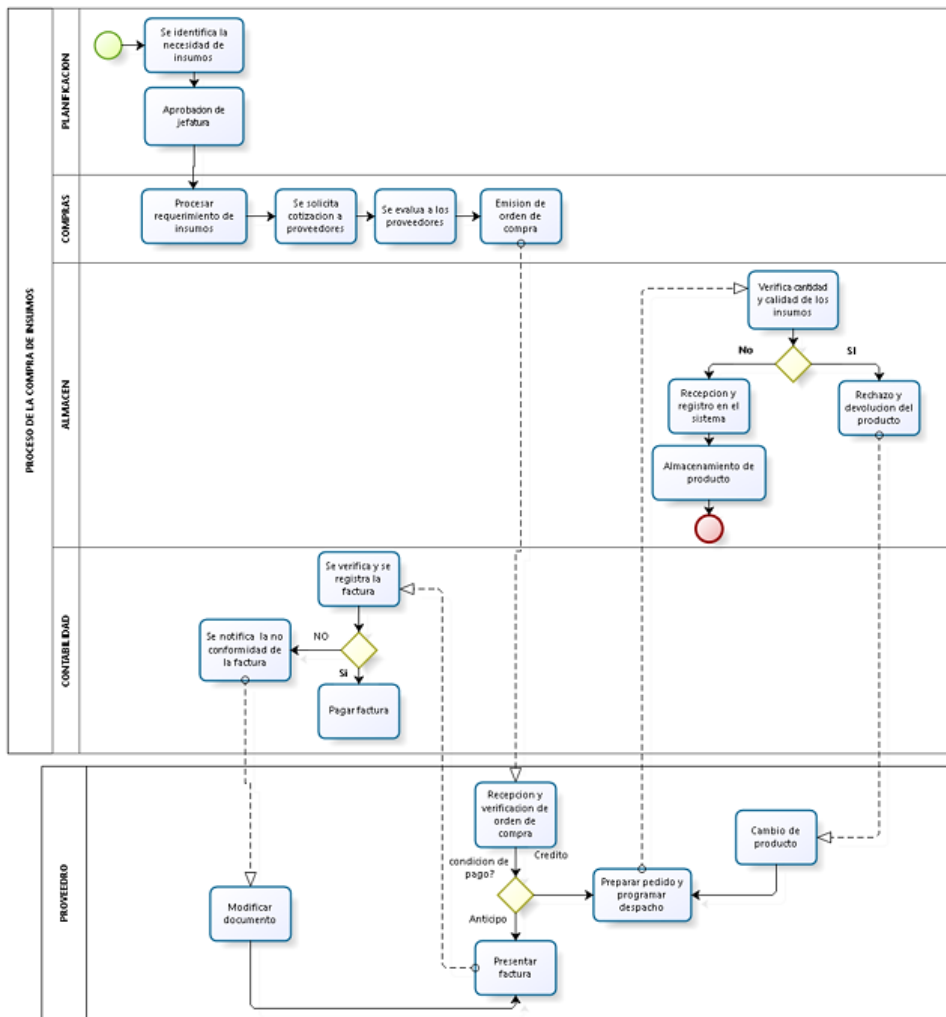 PROCESO DE LA COMPRA DE INSUMOS
PLANIFICACION
Se identifica la
necesidad de
insumos
Aprobadon de
jefatura
COMPRAS
Procesar
requerimiento de
insumos
Se solicita
cotizacion a
proveedores
Se evalua a los
proveedores
Emision de
orden de
compra
ALMACEN
Verifica cantidad
y calidad de los
insumos
No
SI
Recepcion y
registro en el
sistema
Rechazo y
devolucion del
producto
Almacenamiento de
producto
CONTABILIDAD
Se verifica y se
registra la
factura
NO
Si
Se notifica la no
conformidad de
la factura
Pagar factura
PROVEEDRO
Recepcion y
verificacion de
orden de
compra
condicion de
pago?
Credito
Anticipo
Cambio de
producto
Preparar pedido y
programar
despacho
Modificar
documento
Presentar
factura